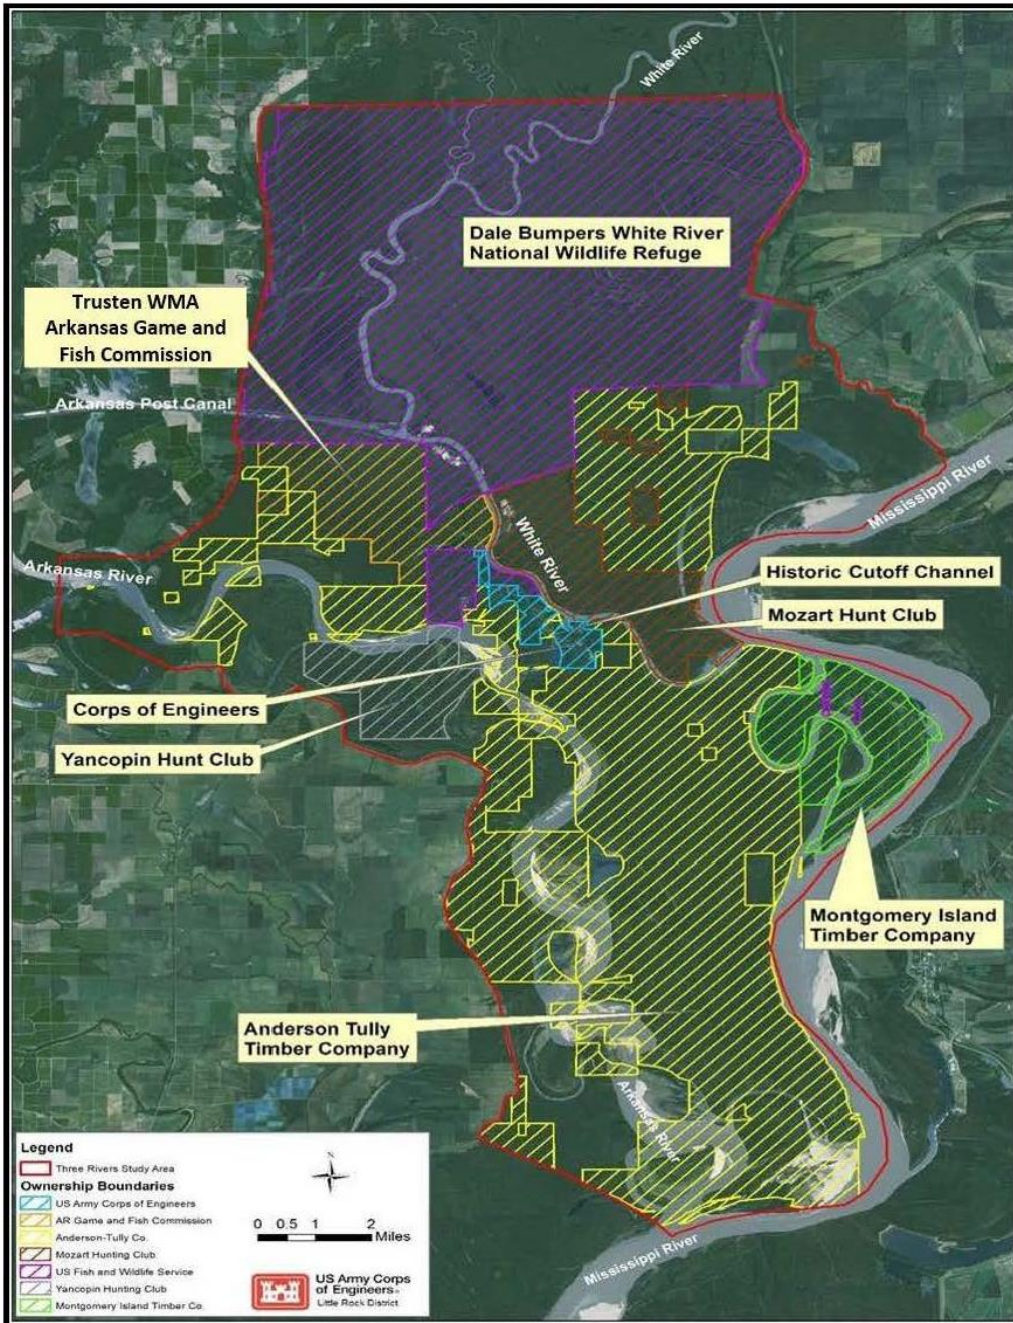 White River
Dale Bumpers White River
National Wildlife Refuge
Trusten WMA
Arkansas Game and
Fish Commission
Arkansas Post Canal
Mississippi River
White River
Arkansas River
Historic Cutoff Channel
Mozart Hunt Club
Corps of Engineers
Yancopin Hunt Club
Montgomery Island
Timber Company
Anderson Tully
Timber Company
Arkansas River
Mississippi River
Legend
Three Rivers Study Area
Ownership Boundaries
US Army Corps of Engineers
AR Game and Fish Commission
Anderson-Tully Co.
Mozart Hunting Club
US Fish and Wildlife Service
Yancopin Hunting Club
Montgomery Island Timber Co.
N
0 0.5 1 2
Miles
US Army Corps
of Engineers®
Little Rock District